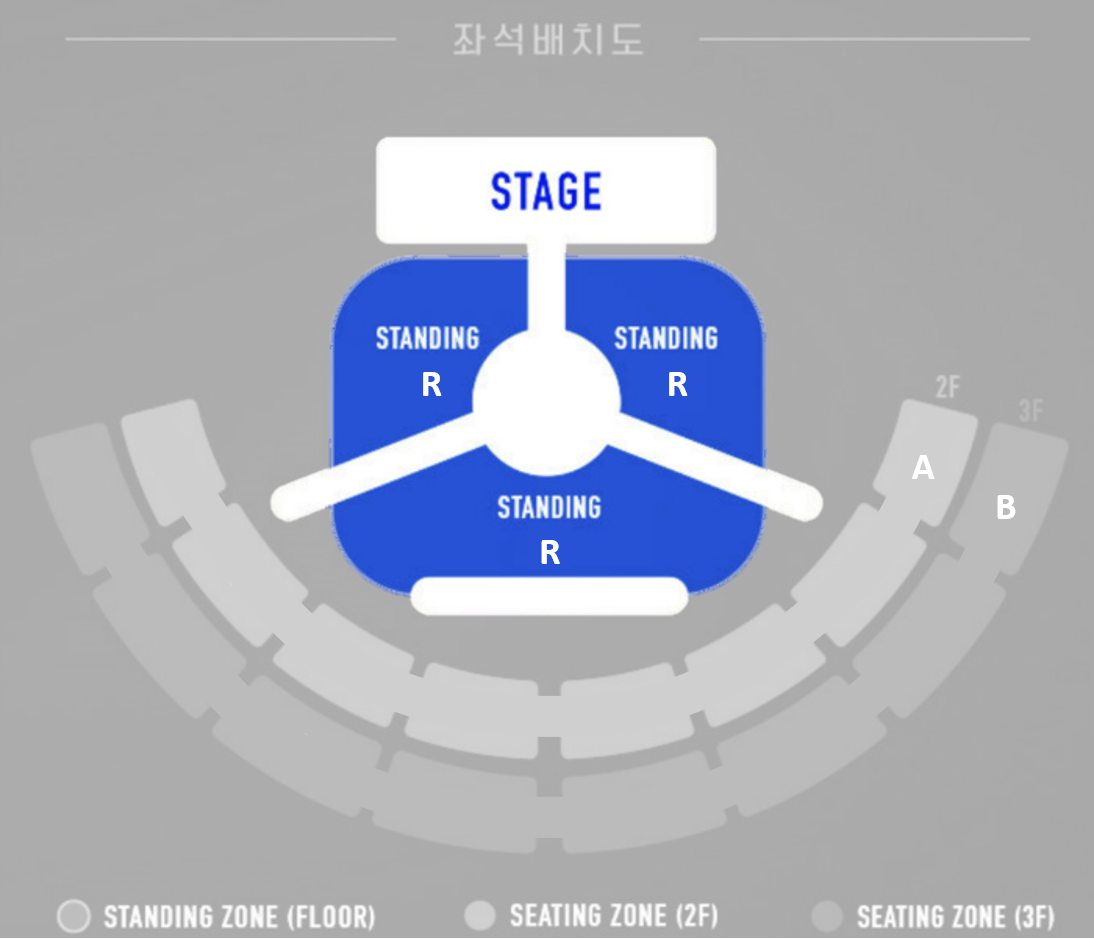 좌석배치도
STAGE
STANDING
R
STANDING
R
2F
3F
A
B
STANDING
R
STANDING ZONE (FLOOR)
SEATING ZONE (2F)
SEATING ZONE (3F)